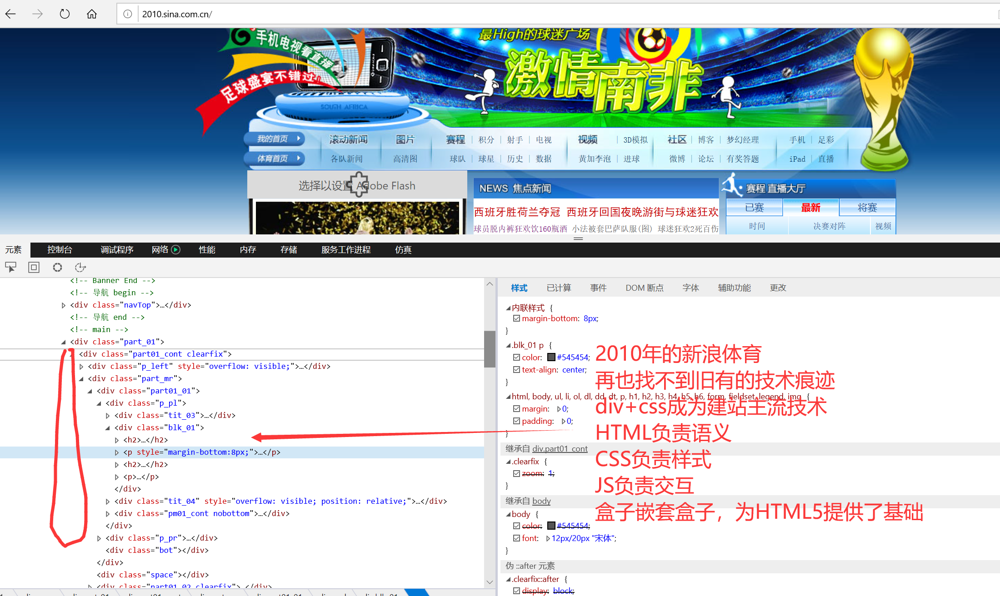 2010.sina.com.cn/
手机电视看直播
足球盛宴不错过!
SOUTH AFRICA
最High的球迷广场
激情南非
我的首页 滚动新闻 图片 赛程 积分 射手 电视 视频 3D模拟 社区 博客 梦幻经理 手机 足彩
体育首页 各队新闻 高清图 球队 球星 历史 数据 黄加李泡 进球 微博 论坛 有奖答题 iPad 直播
选择以设置 Adobe Flash
NEWS 焦点新闻
西班牙胜荷兰夺冠 西班牙回国夜晚游街与球迷狂欢
球员脱内裤狂欢饮160瓶酒 小法被套巴萨队服(图) 球迷狂欢2死百伤
赛程 直播大厅
已赛 最新 将赛
时间 决赛对阵 视频
元素 控制台 调试程序 网络 性能 内存 存储 服务工作进程 仿真
<!-- Banner End -->
<!-- 导航 begin -->
<div class="navTop">…</div>
<!-- 导航 end -->
<!-- main -->
<div class="part_01">
<div class="part01_cont clearfix">
<div class="p_left" style="overflow: visible;">…</div>
<div class="part_mr">
<div class="part01_01">
<div class="p_pl">
<div class="tit_03">…</div>
<div class="blk_01">
<h2>…</h2>
<p style="margin-bottom:8px;">…</p>
<h2>…</h2>
<p>…</p>
</div>
<div class="tit_04" style="overflow: visible; position: relative;">…</div>
<div class="pm01_cont nobottom">…</div>
</div>
<div class="p_pr">…</div>
<div class="bot"></div>
</div>
<div class="space"></div>
<div class="part01_02 clearfix">…</div>
样式 已计算 事件 DOM 断点 字体 辅助功能 更改
内联样式 {
margin-bottom: 8px;
}
.blk_01 p {
color: #545454;
text-align: center;
}
html, body, ul, li, ol, dl, dd, dt, p, h1, h2, h3, h4, h5, h6, form, fieldset, legend, img {
margin: 0;
padding: 0;
}
继承自 div.part01_cont
.clearfix {
zoom: 1;
}
继承自 body
body {
color: #545454;
font: 12px/20px "宋体";
}
伪 ::after 元素
.clearfix::after {
display: block;
2010年的新浪体育
再也找不到旧有的技术痕迹
div+css成为建站主流技术
HTML负责语义
CSS负责样式
JS负责交互
盒子嵌套盒子，为HTML5提供了基础